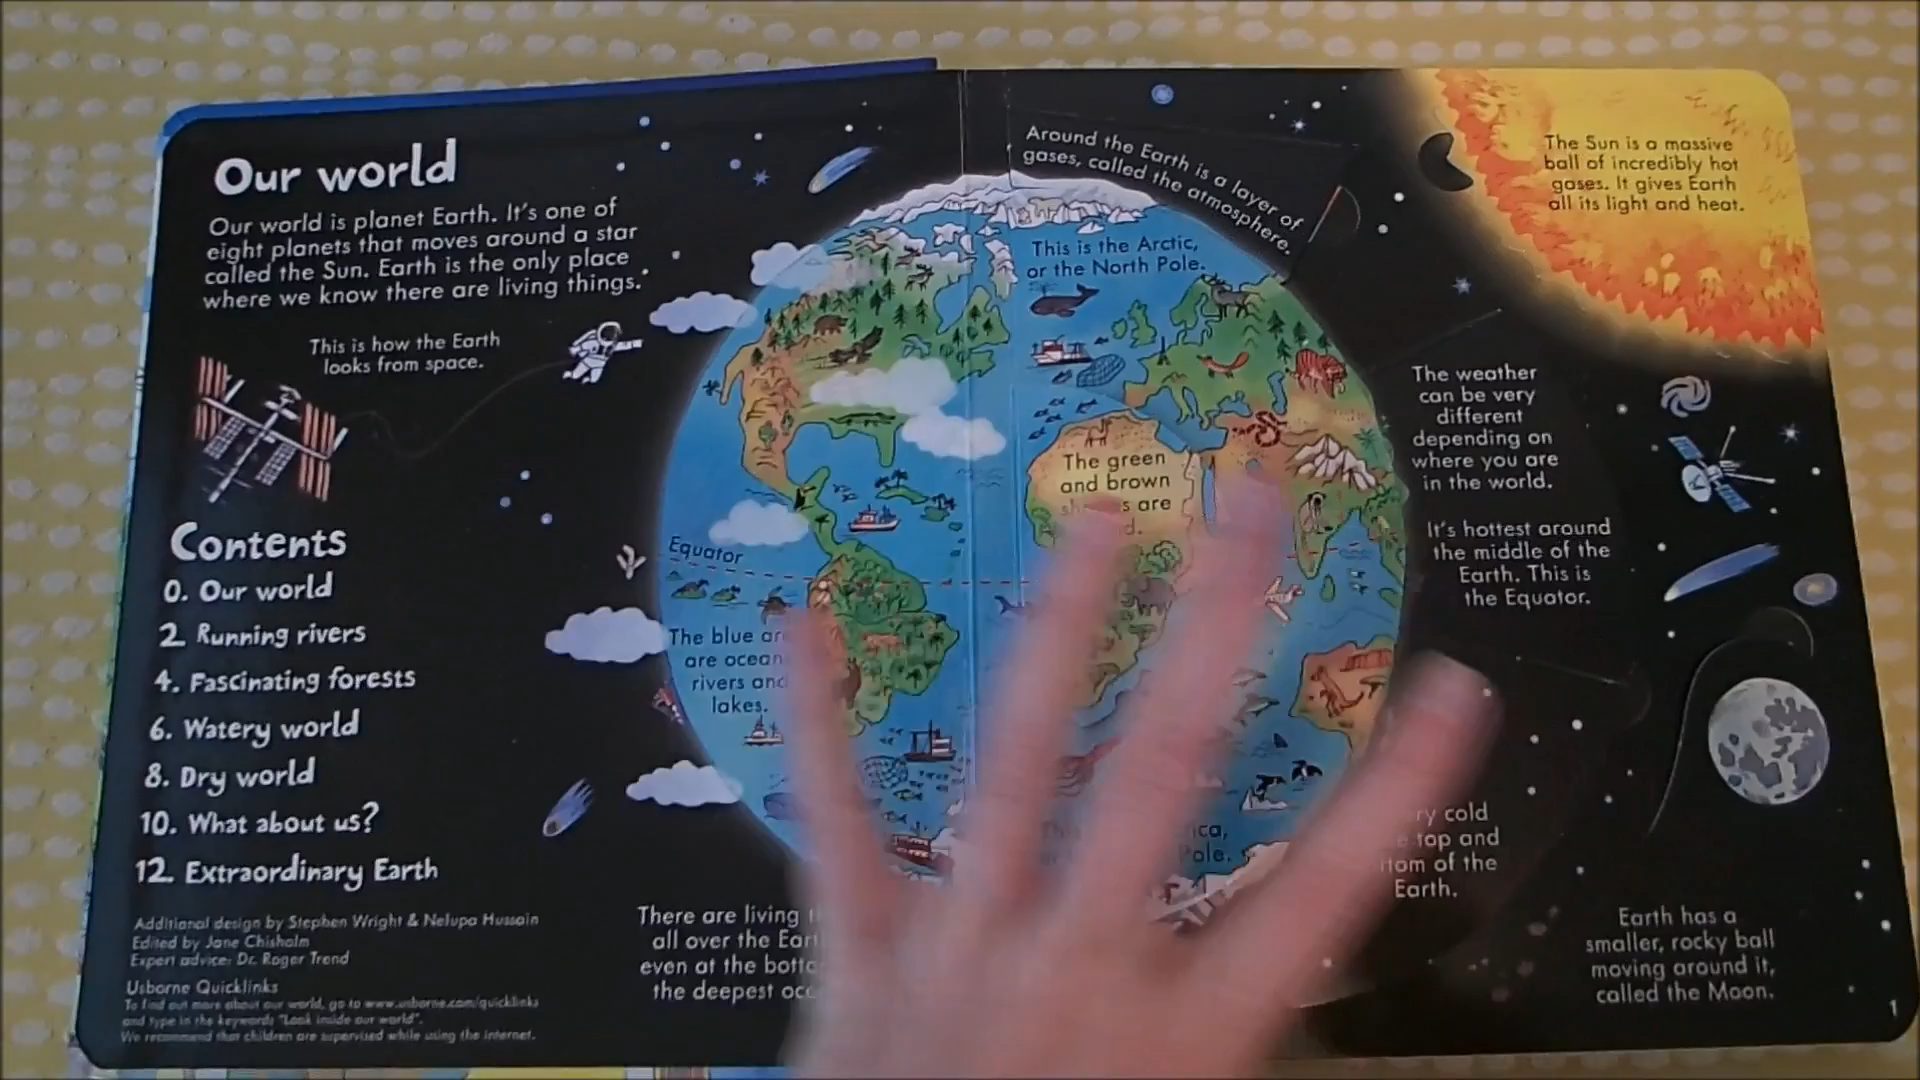 Our world
Our world is planet Earth. It's one of
eight planets that moves around a star
called the Sun. Earth is the only place
where we know there are living things.
This is how the Earth
looks from space.
Contents
0. Our world
2. Running rivers
4. Fascinating forests
6. Watery world
8. Dry world
10. What about us?
12. Extraordinary Earth
Additional design by Stephen Wright & Nelupa Hussain
Edited by Jane Chisholm
Expert advice: Dr. Roger Trend
Usborne Quicklinks
To find out more about our world, go to www.usborne.com/quicklinks
and type in the keywords "Look inside our world".
We recommend that children are supervised while using the internet.
Around the Earth is a layer of
gases, called the atmosphere.
This is the Arctic,
or the North Pole.
The green
and brown
are
Equator
The blue
are
rivers and
lakes.
There are living
all over the
even at the
the deepest
The Sun is a massive
ball of incredibly hot
gases. It gives Earth
all its light and heat.
The weather
can be very
different
depending on
where you are
in the world.
It's hottest around
the middle of the
Earth. This is
the Equator.
cold
top and
of the
Earth.
Earth has a
smaller, rocky ball
moving around it,
called the Moon.
1